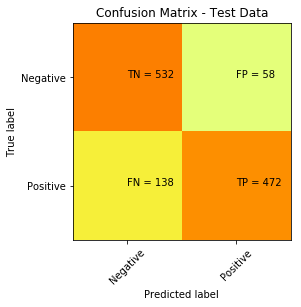 Confusion Matrix - Test Data
True label
Negative
TN = 532
FP = 58
Positive
FN = 138
TP = 472
Negative
Positive
Predicted label